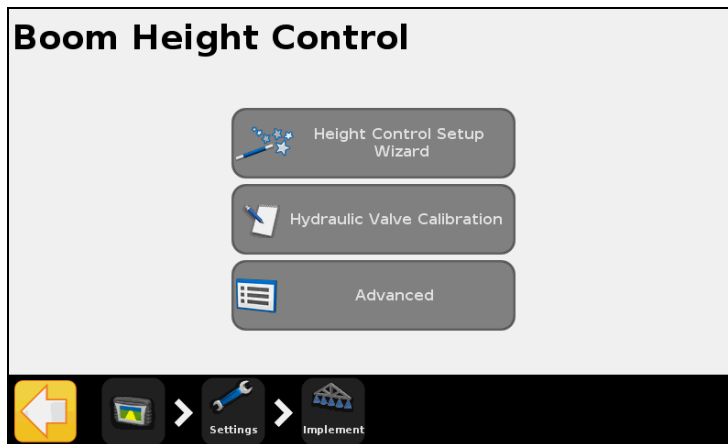 Boom Height Control
Height Control Setup
Wizard
Hydraulic Valve Calibration
Advanced
Settings
Implement